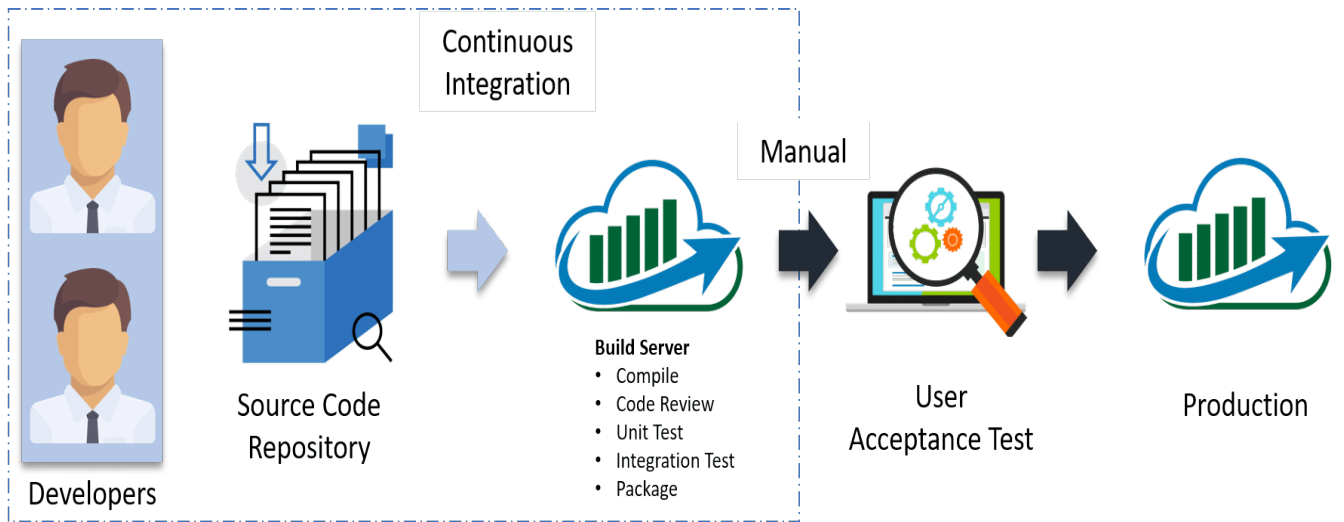 Continuous
Integration
Manual
Developers
Source Code
Repository
Build Server
• Compile
• Code Review
• Unit Test
• Integration Test
• Package
User
Acceptance Test
Production